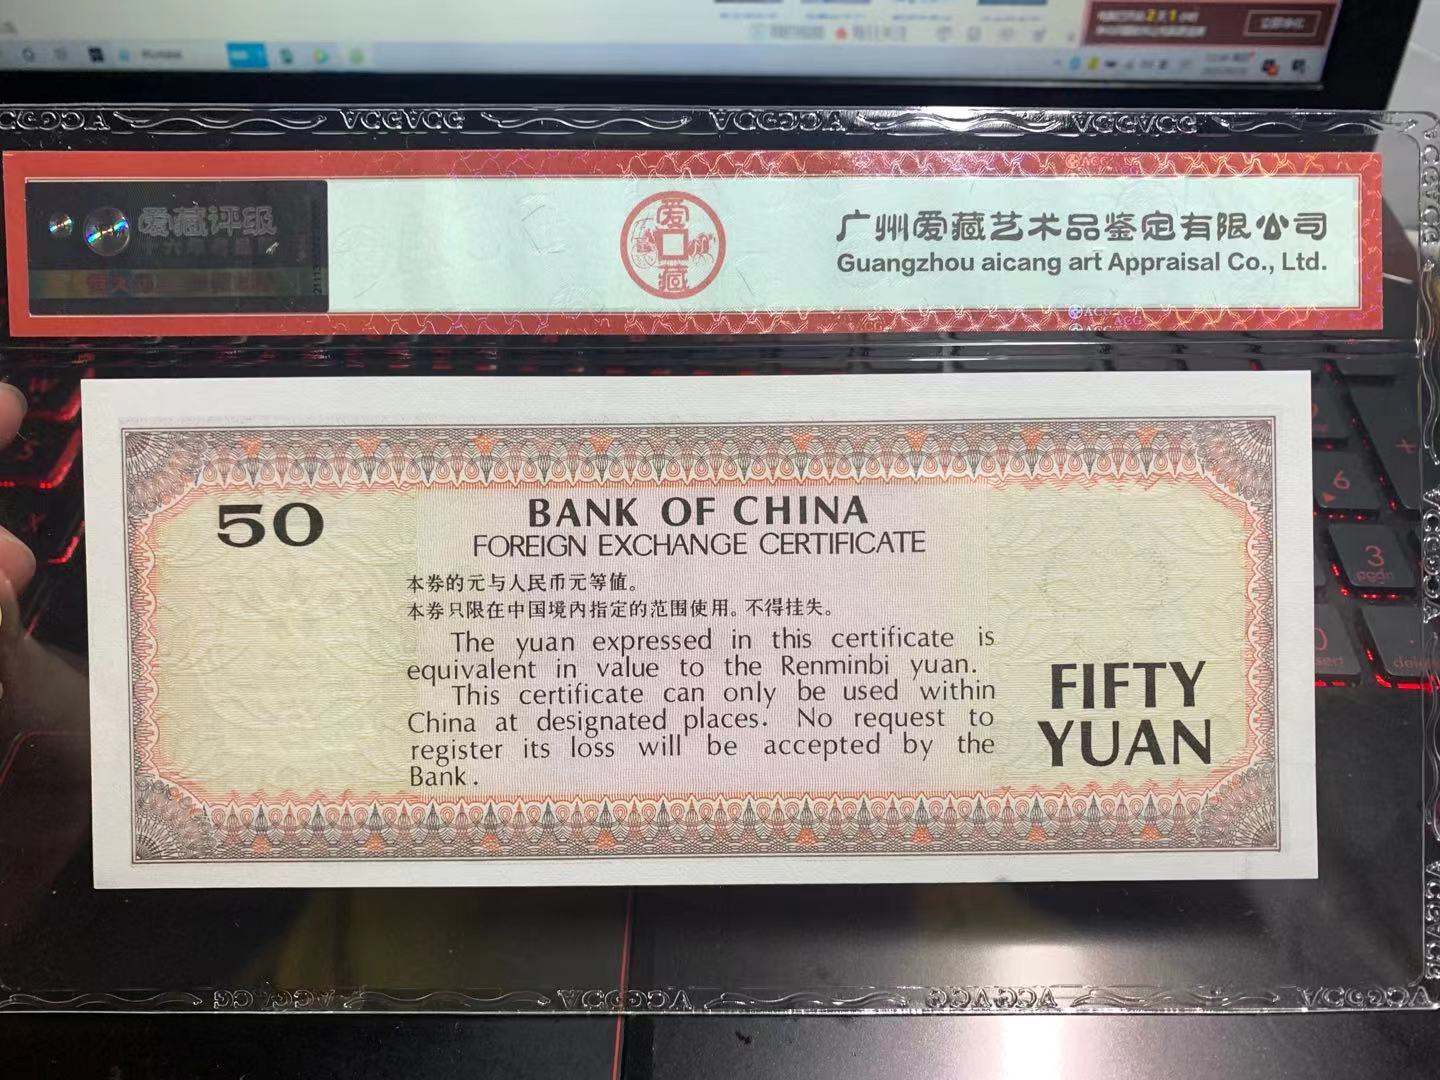 爱藏评级
爱
藏
广州爱藏艺术品鉴定有限公司
Guangzhou aicang art Appraisal Co., Ltd.
50
BANK OF CHINA
FOREIGN EXCHANGE CERTIFICATE
本券的元与人民币元等值。
本券只限在中国境内指定的范围使用。不得挂失。
The yuan expressed in this certificate is
equivalent in value to the Renminbi yuan.
This certificate can only be used within
China at designated places. No request to
register its loss will be accepted by the
Bank.
FIFTY
YUAN
6
3
pgdn